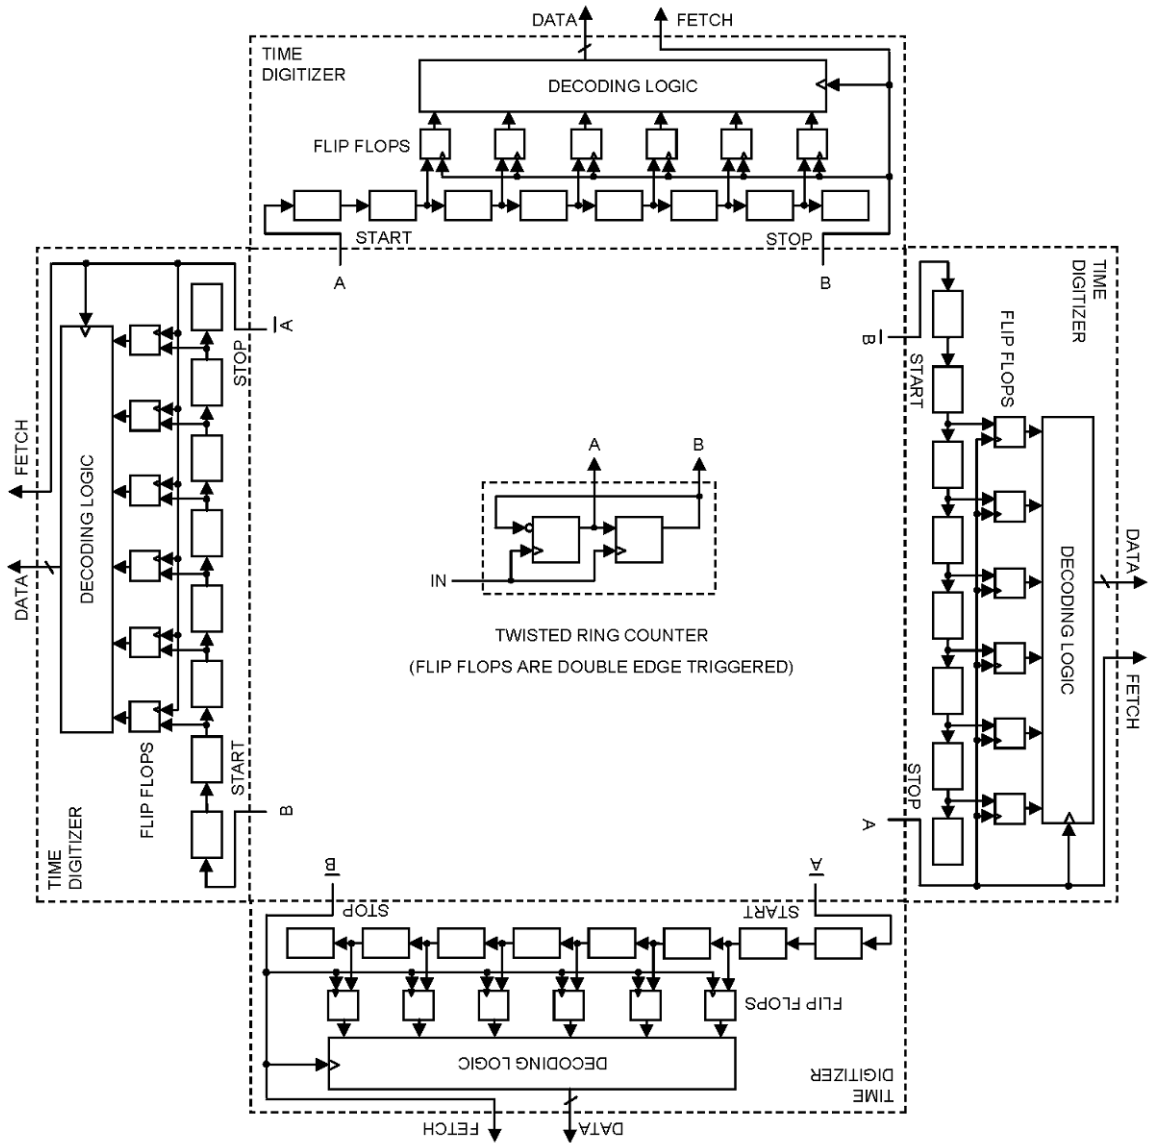 DATA
FETCH
TIME
DIGITIZER
DECODING LOGIC
FLIP FLOPS
START
STOP
A
B
A
STOP
FETCH
DECODING LOGIC
DATA
START
FLIP FLOPS
B
TIME
DIGITIZER
TIME
DIGITIZER
FLIP FLOPS
B
START
DECODING LOGIC
DATA
FETCH
STOP
A
A
B
IN
TWISTED RING COUNTER
(FLIP FLOPS ARE DOUBLE EDGE TRIGGERED)
B
A
STOP
START
FLIP FLOPS
DECODING LOGIC
TIME
DIGITIZER
FETCH
DATA